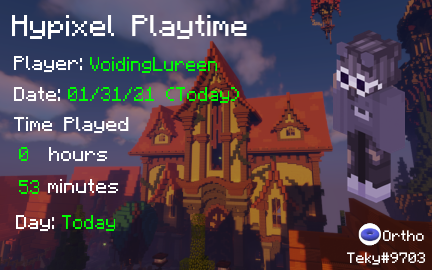 Hypixel Playtime
Player: VoidingLureen
Date: 01/31/21 (Today)
Time Played
0 hours
53 minutes
Day: Today
Ortho
Teky#9703